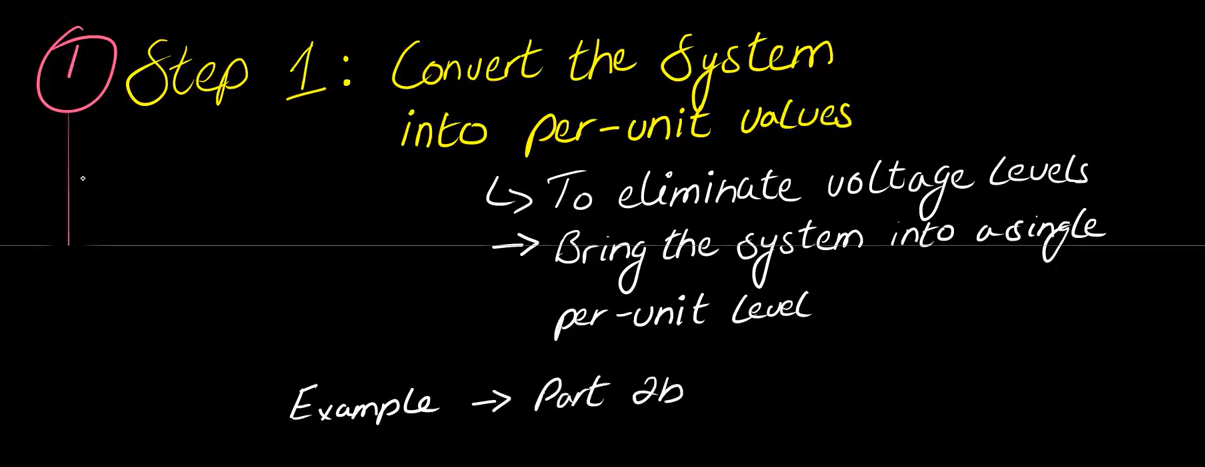 1 Step 1: Convert the System
into per-unit values
↳ To eliminate voltage levels
→ Bring the system into a single
per-unit level
Example → Part 2b